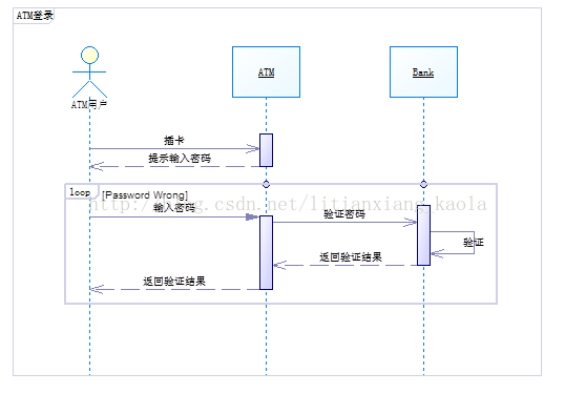 ATM登录
ATM
Bank
ATM用户
插卡
提示输入密码
loop
[Password Wrong]
http://blog.csdn.net/litianxiang_kaola
输入密码
验证密码
验证
返回验证结果
返回验证结果